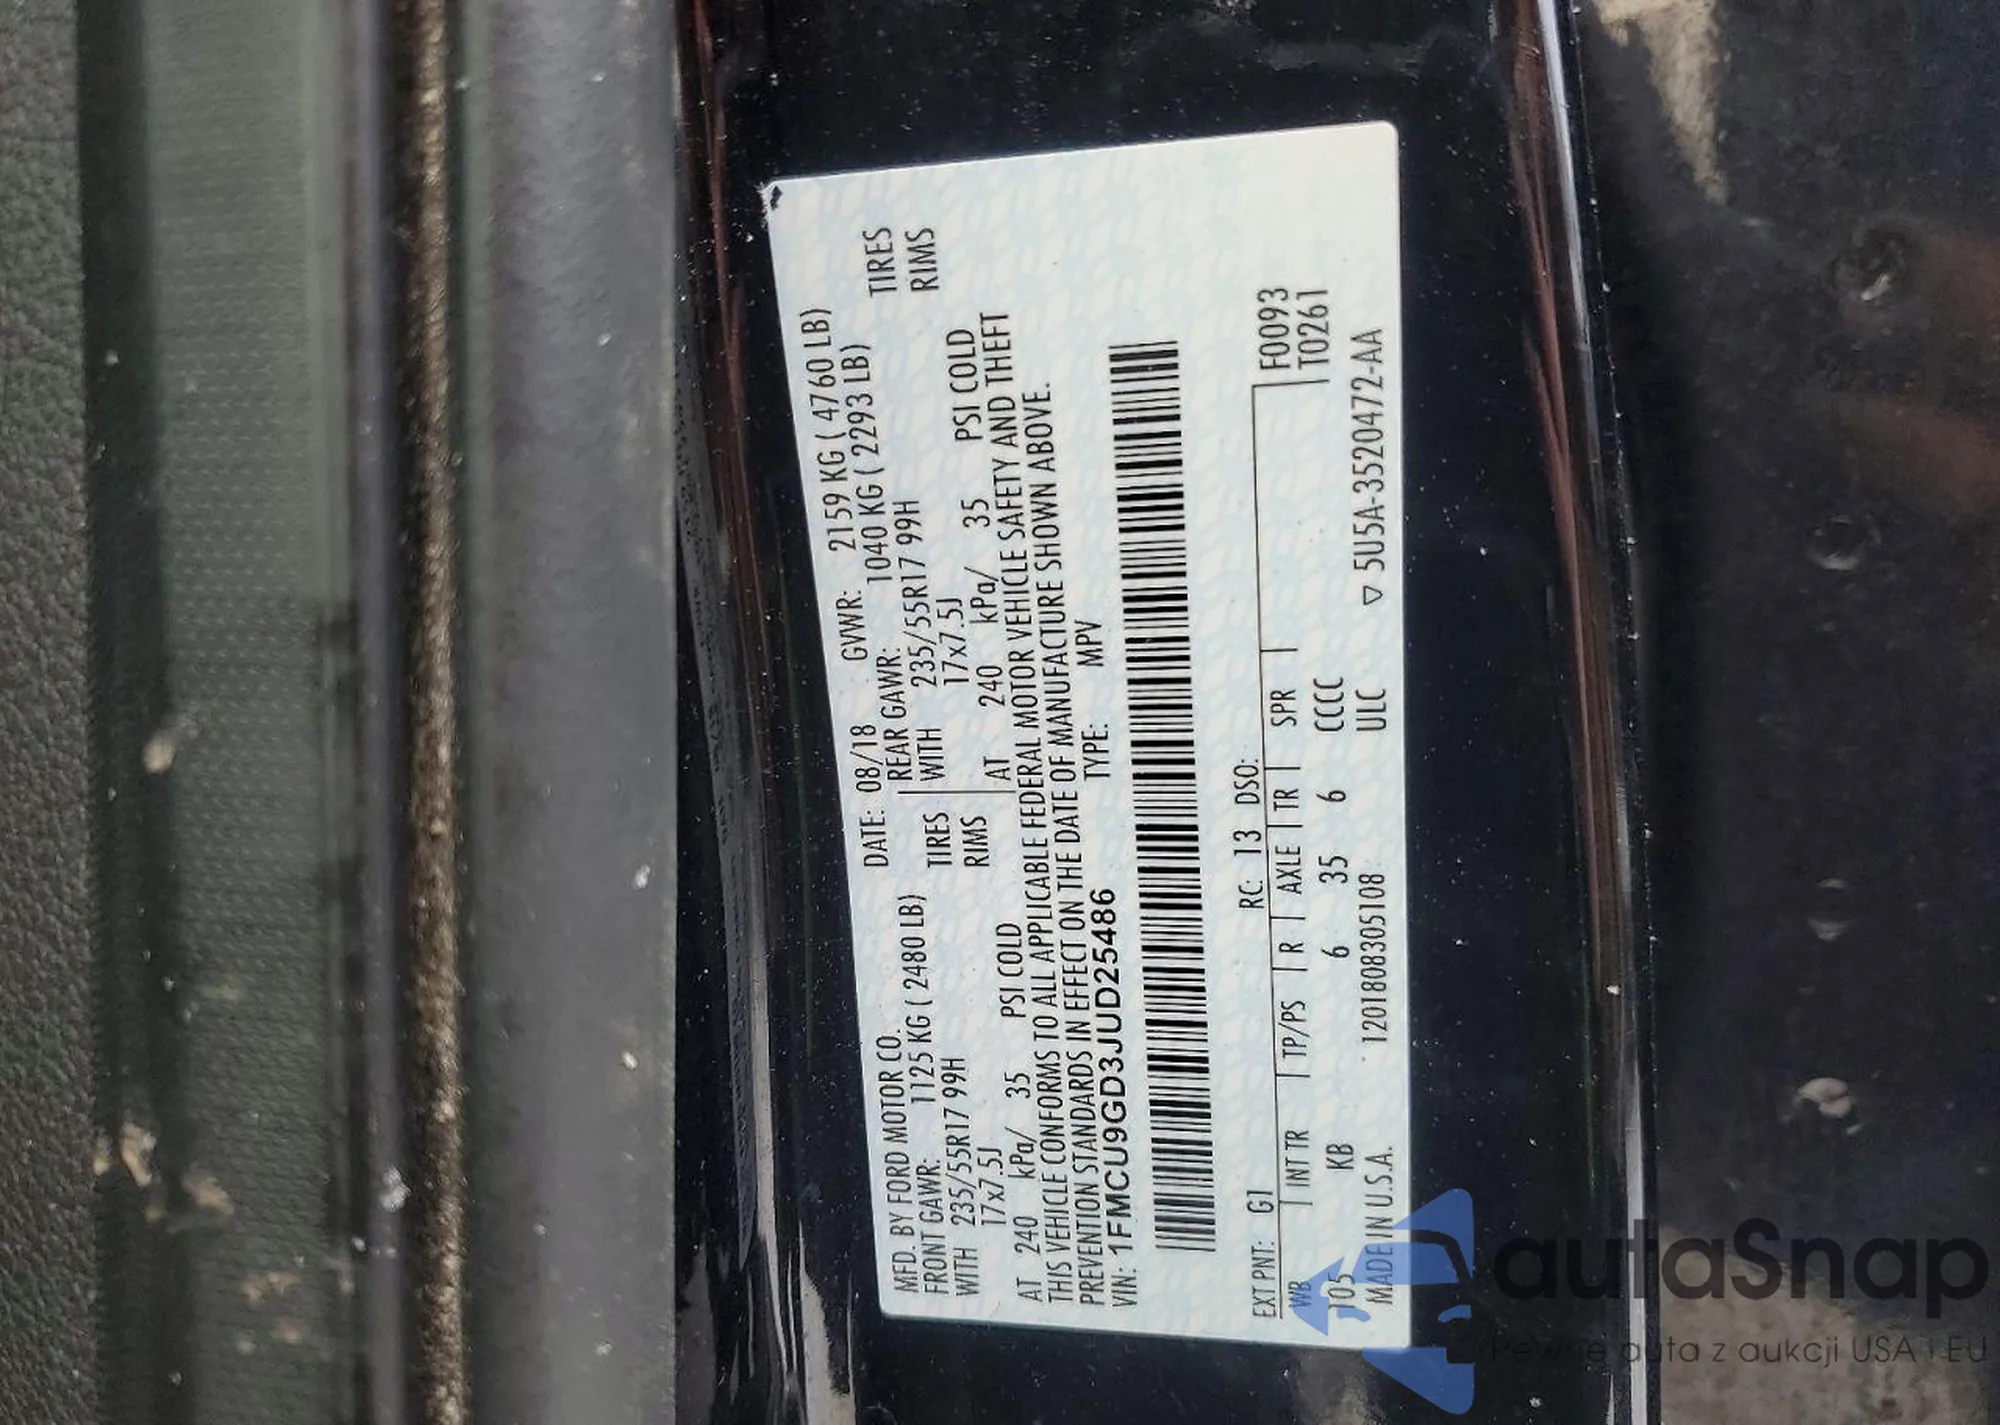 MFD. BY FORD MOTOR CO. DATE: 08/18 GVWR: 2159 KG ( 4760 LB)
FRONT GAWR: 1125 KG ( 2480 LB) REAR GAWR: 1040 KG ( 2293 LB)
WITH 235/55R17 99H TIRES WITH 235/55R17 99H TIRES
17x7.5J RIMS 17x7.5J RIMS
AT 240 kPa/ 35 PSI COLD AT 240 kPa/ 35 PSI COLD
THIS VEHICLE CONFORMS TO ALL APPLICABLE FEDERAL MOTOR VEHICLE SAFETY AND THEFT
PREVENTION STANDARDS IN EFFECT ON THE DATE OF MANUFACTURE SHOWN ABOVE.
VIN: 1FMCU9GD3JUD25486 TYPE: MPV
EXT PNT: G1 RC: 13 DSO: F0093
WB INT TR TP/PS R AXLE TR SPR T0261
105 KB 6 35 6 CCCC
MADE IN U.S.A. 1201808305108 ULC ▽ 5U5A-3520472-AA
autaSnap
Pewne auta z aukcji USA i EU